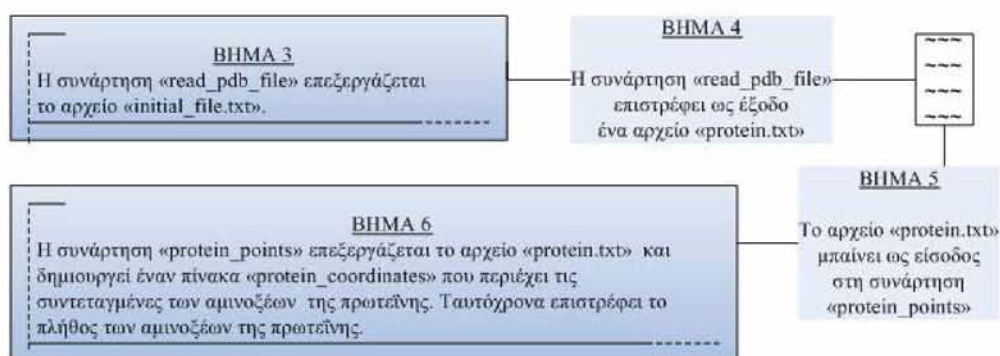 ΒΗΜΑ 3
Η συνάρτηση «read_pdb_file» επεξεργάζεται
το αρχείο «initial_file.txt».
ΒΗΜΑ 4
Η συνάρτηση «read_pdb_file»
επιστρέφει ως έξοδο
ένα αρχείο «protein.txt»
ΒΗΜΑ 5
Το αρχείο «protein.txt»
μπαίνει ως είσοδος
στη συνάρτηση
«protein_points»
ΒΗΜΑ 6
Η συνάρτηση «protein_points» επεξεργάζεται το αρχείο «protein.txt» και
δημιουργεί έναν πίνακα «protein_coordinates» που περιέχει τις
συντεταγμένες των αμινοξέων της πρωτεΐνης. Ταυτόχρονα επιστρέφει το
πλήθος των αμινοξέων της πρωτεΐνης.